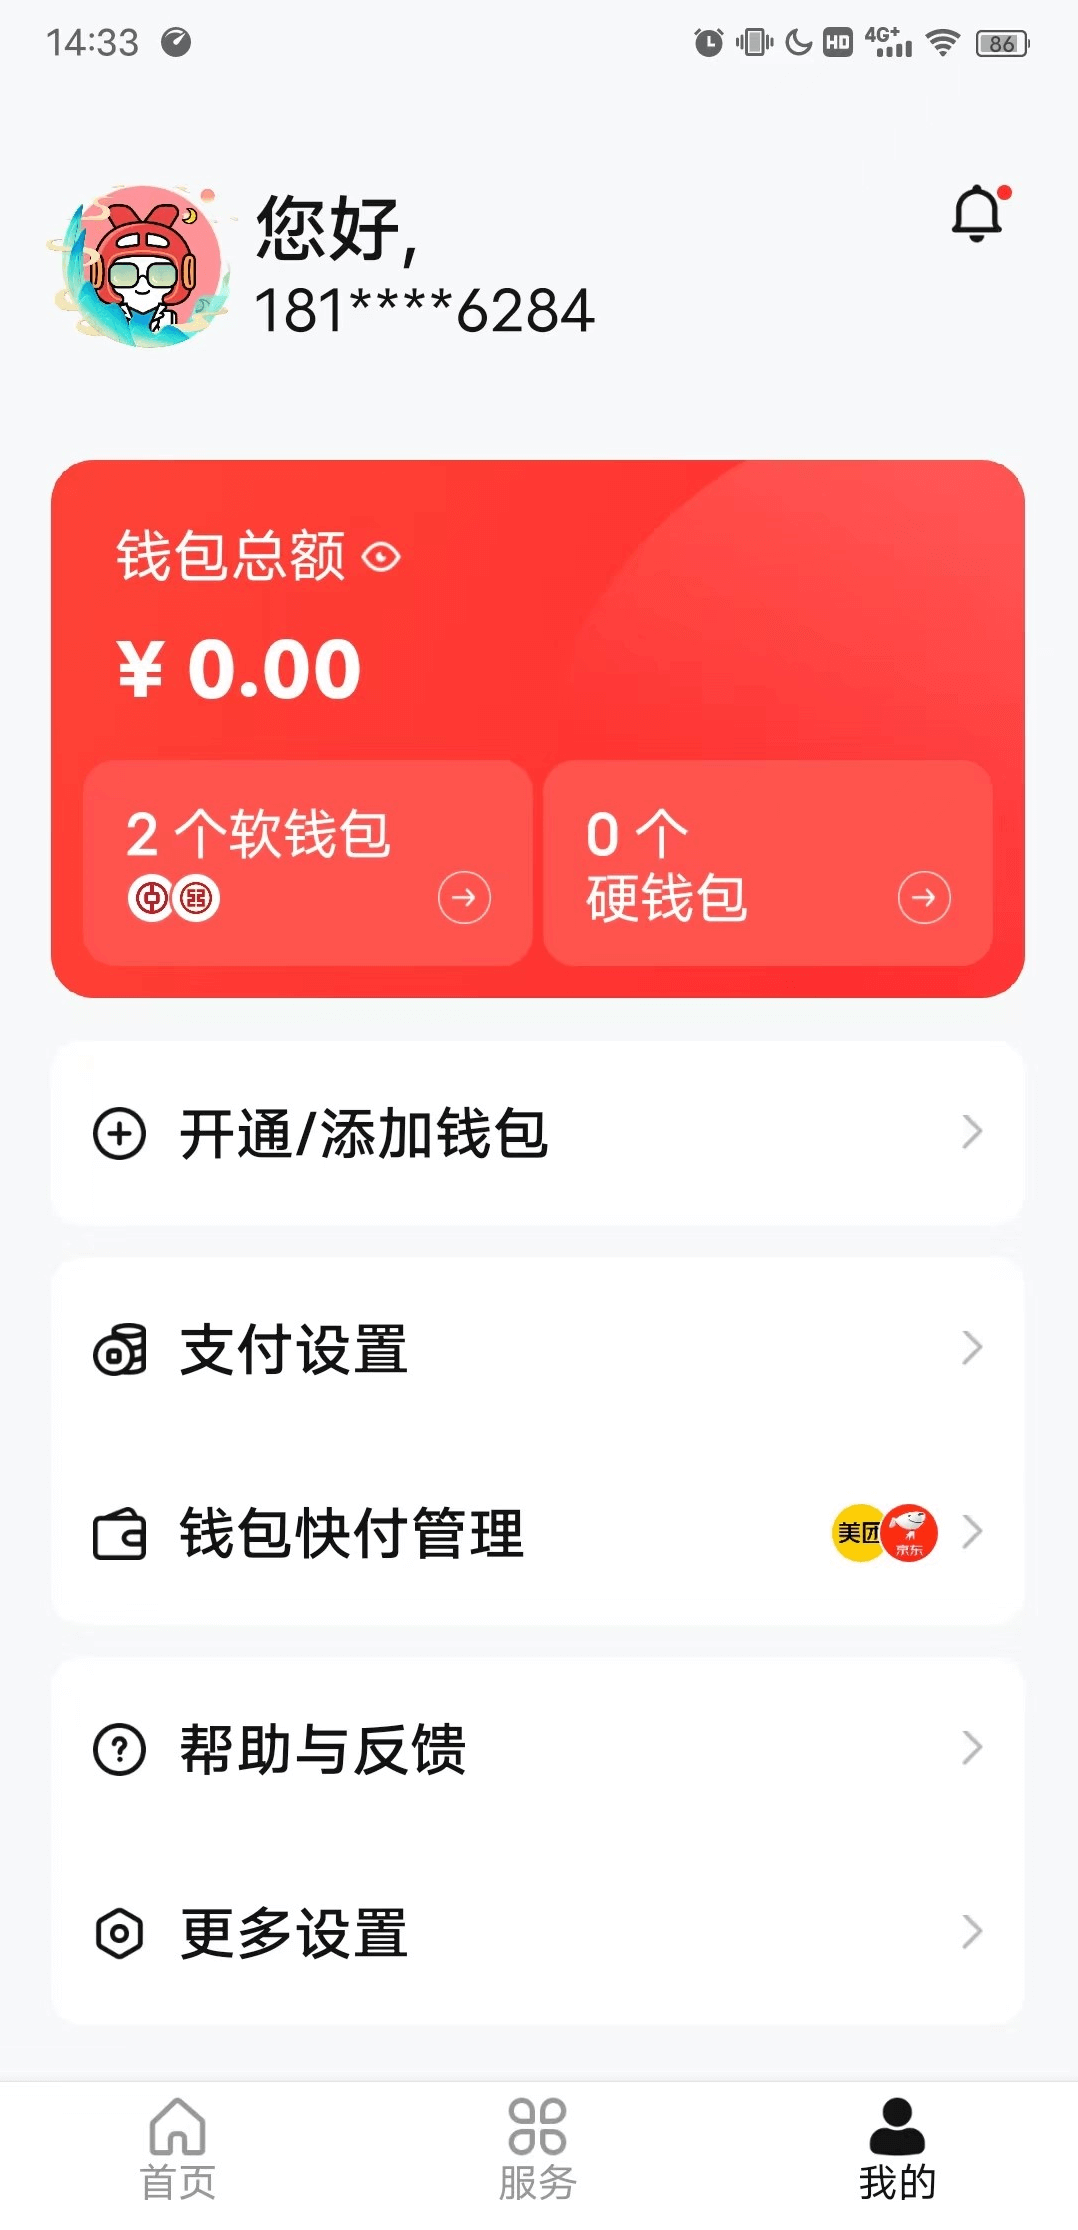 14:33
HD
4G+
86
您好,
181****6284
钱包总额
¥ 0.00
2 个软钱包
0 个
硬钱包
开通/添加钱包
支付设置
钱包快付管理
美团
京东
帮助与反馈
更多设置
首页
服务
我的